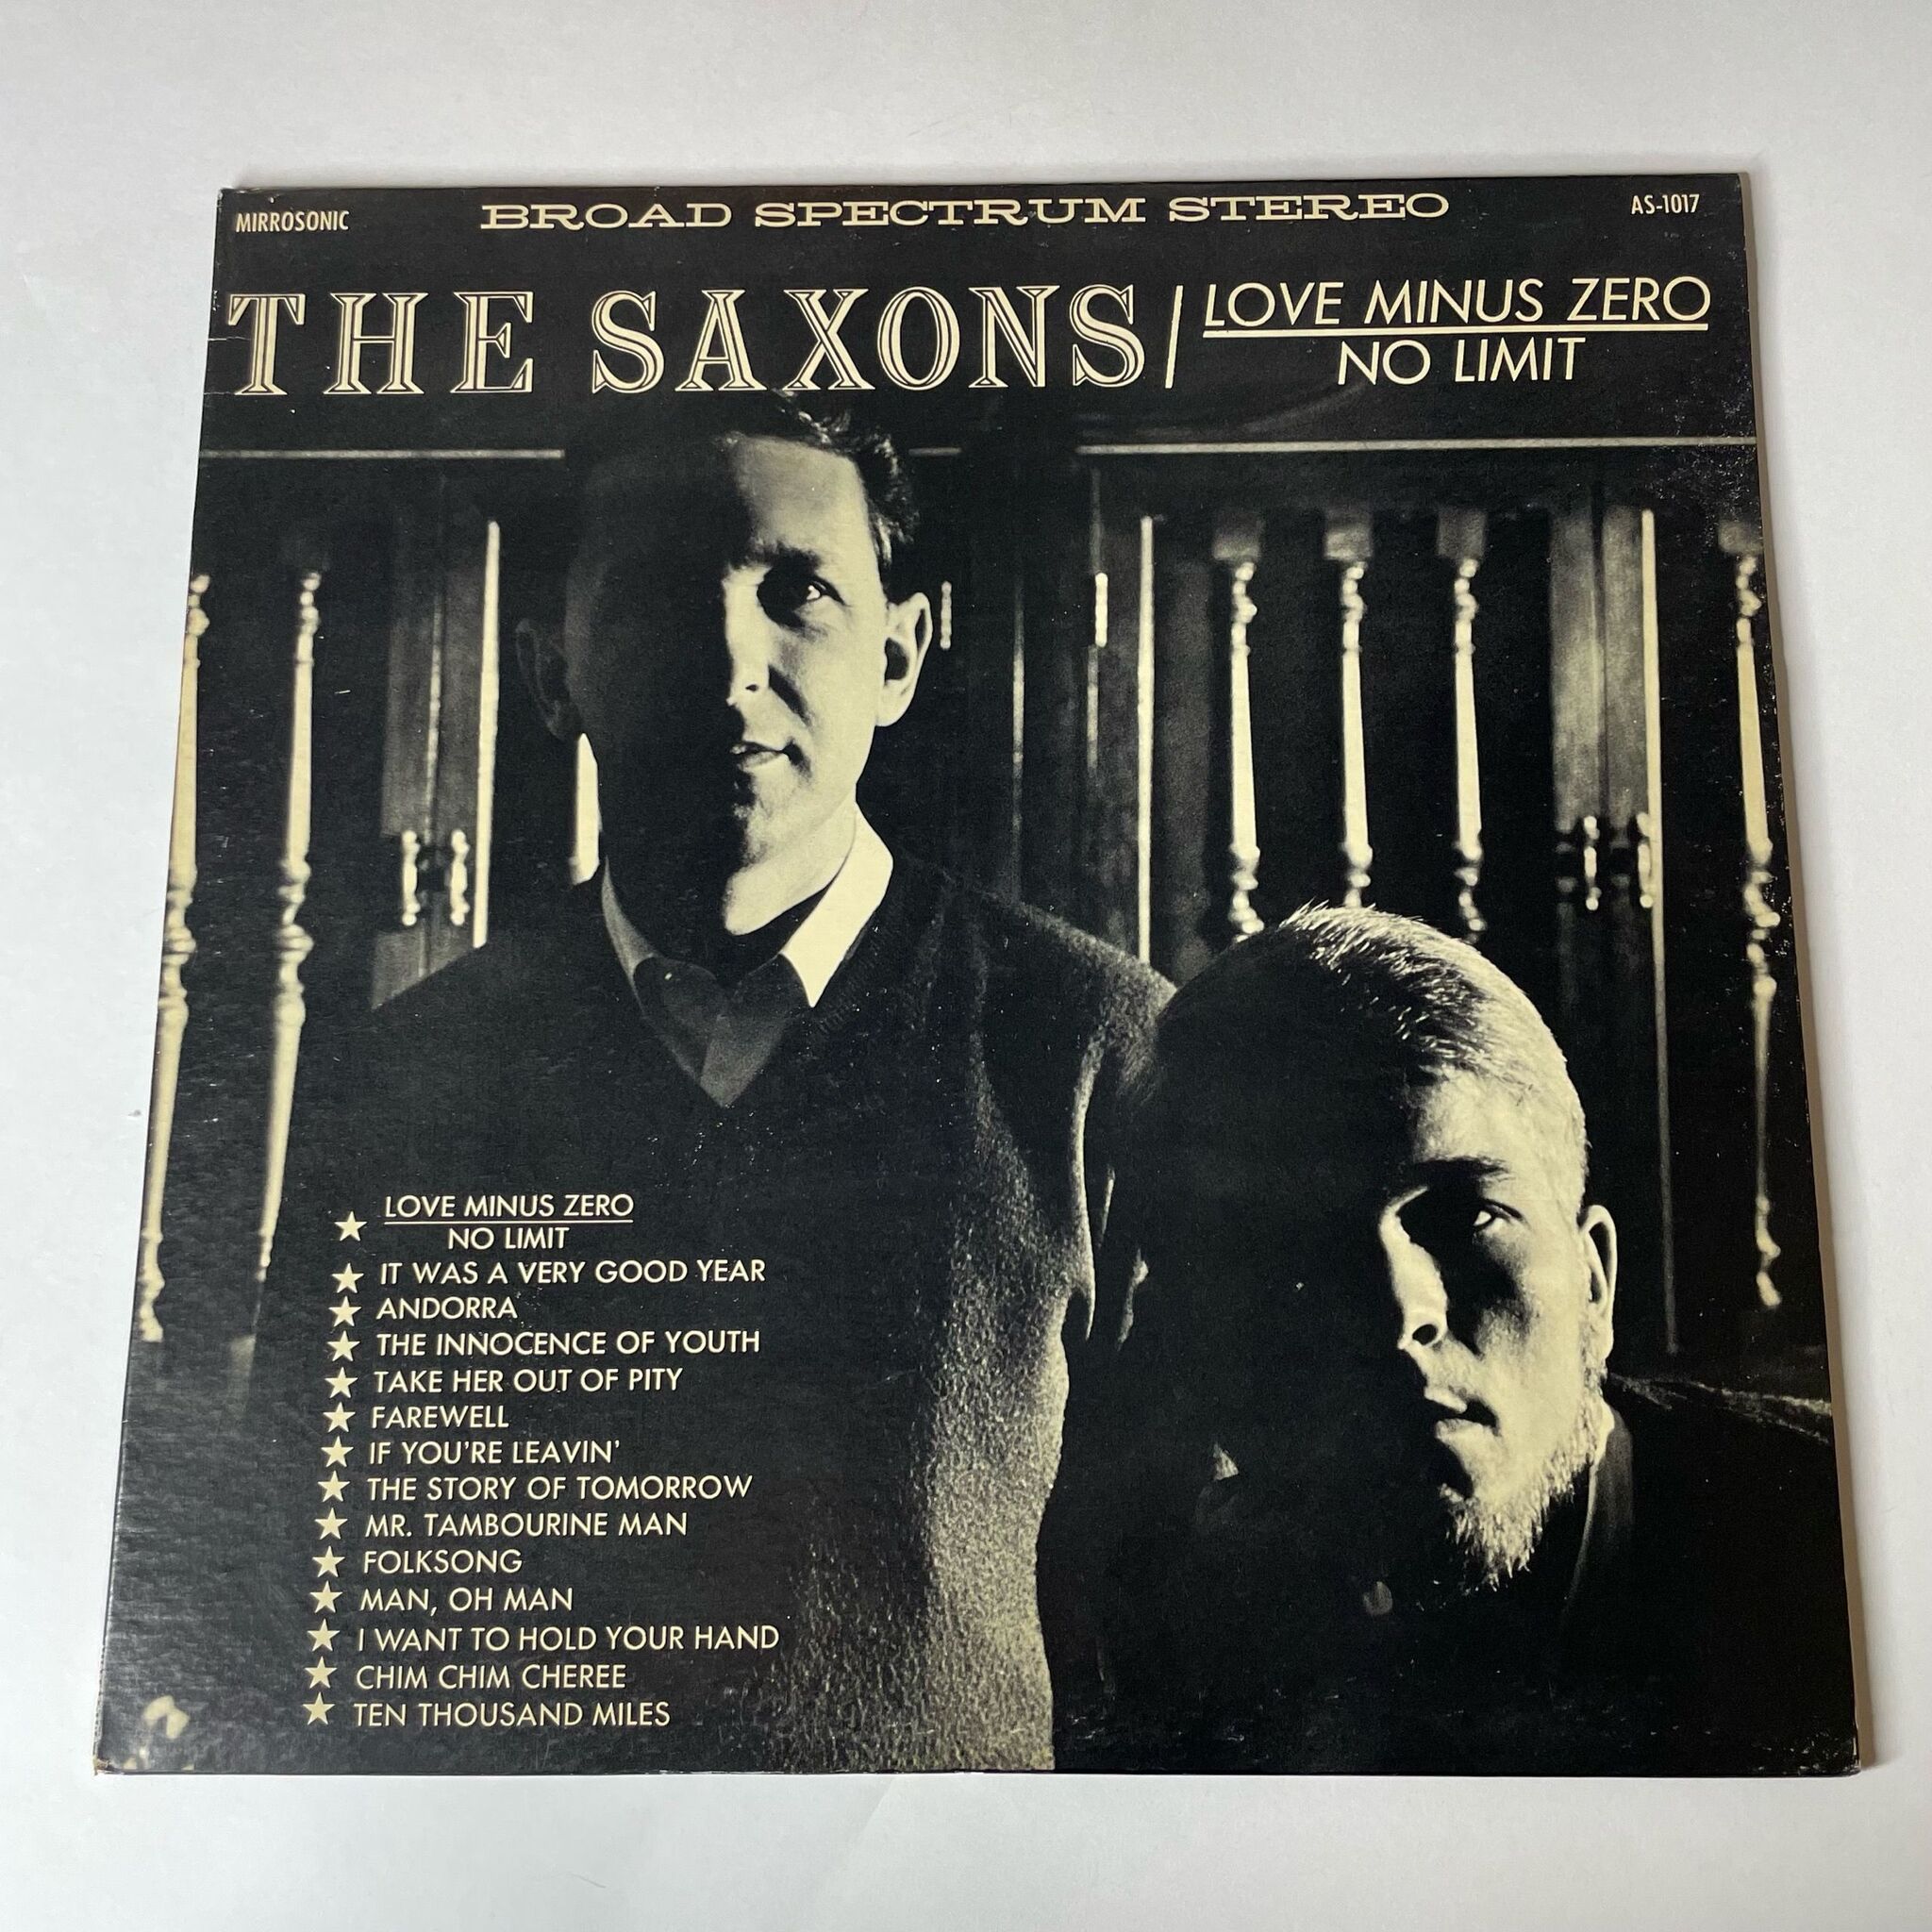 MIRROSONIC
BROAD SPECTRUM STEREO
AS-1017
THE SAXONS/
LOVE MINUS ZERO
NO LIMIT
★ LOVE MINUS ZERO
NO LIMIT
★ IT WAS A VERY GOOD YEAR
★ ANDORRA
★ THE INNOCENCE OF YOUTH
★ TAKE HER OUT OF PITY
★ FAREWELL
★ IF YOU'RE LEAVIN'
★ THE STORY OF TOMORROW
★ MR. TAMBOURINE MAN
★ FOLKSONG
★ MAN, OH MAN
★ I WANT TO HOLD YOUR HAND
★ CHIM CHIM CHEREE
★ TEN THOUSAND MILES